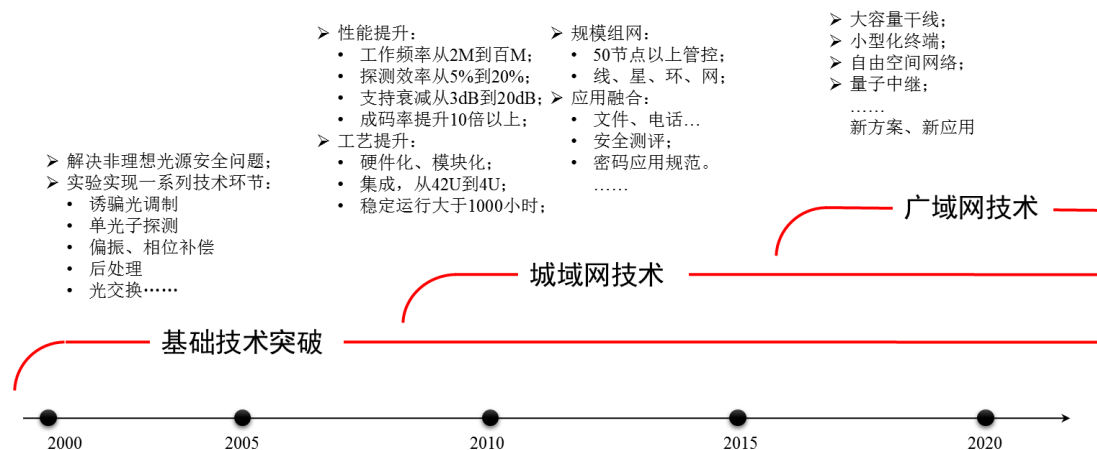 ➢ 解决非理想光源安全问题；
➢ 实验实现一系列技术环节：
• 诱骗光调制
• 单光子探测
• 偏振、相位补偿
• 后处理
• 光交换……
➢ 性能提升：
• 工作频率从2M到百M；
• 探测效率从5%到20%；
• 支持衰减从3dB到20dB；
• 成码率提升10倍以上；
➢ 工艺提升：
• 硬件化、模块化；
• 集成，从42U到4U；
• 稳定运行大于1000小时；
➢ 规模组网：
• 50节点以上管控；
• 线、星、环、网；
➢ 应用融合：
• 文件、电话…
• 安全测评；
• 密码应用规范。
……
➢ 大容量干线；
➢ 小型化终端；
➢ 自由空间网络；
➢ 量子中继；
……
新方案、新应用
广域网技术
城域网技术
基础技术突破
2000
2005
2010
2015
2020